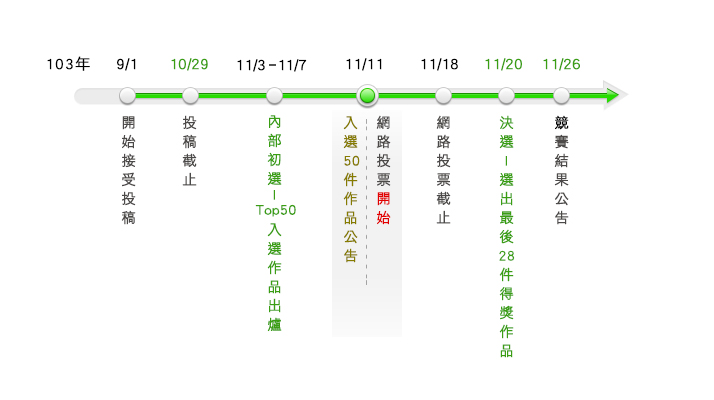 103年 9/1 10/29 11/3-11/7 11/11 11/18 11/20 11/26
開始接受投稿
投稿截止
內部初選-Top50入選作品出爐
入選50件作品公告
網路投票開始
網路投票截止
決選-選出最後28件得獎作品
競賽結果公告